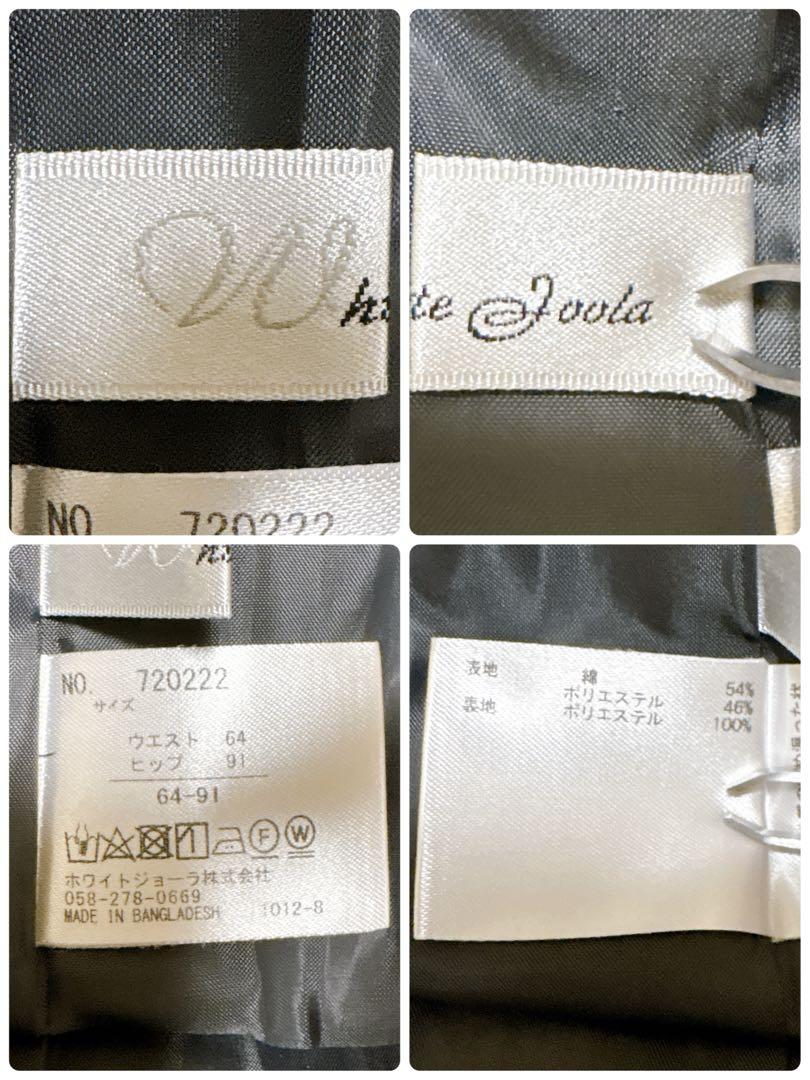 White Joola
NO. 720222
NO. 720222
サイズ
ウエスト 64
ヒップ 91
64-91
F W
ホワイトジョーラ株式会社
058-278-0669
MADE IN BANGLADESH 1012-8
表地 綿 54%
ポリエステル 46%
表地 ポリエステル 100%